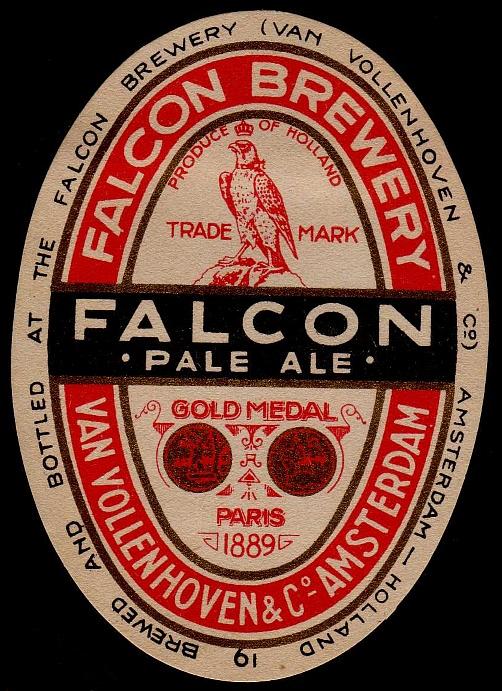 BREWED AND BOTTLED AT THE FALCON BREWERY (VAN VOLLENHOVEN & Cº) AMSTERDAM — HOLLAND
19
FALCON BREWERY
PRODUCE OF HOLLAND
TRADE MARK
FALCON
• PALE ALE •
GOLD MEDAL
PARIS
1889
VAN VOLLENHOVEN & Cº AMSTERDAM